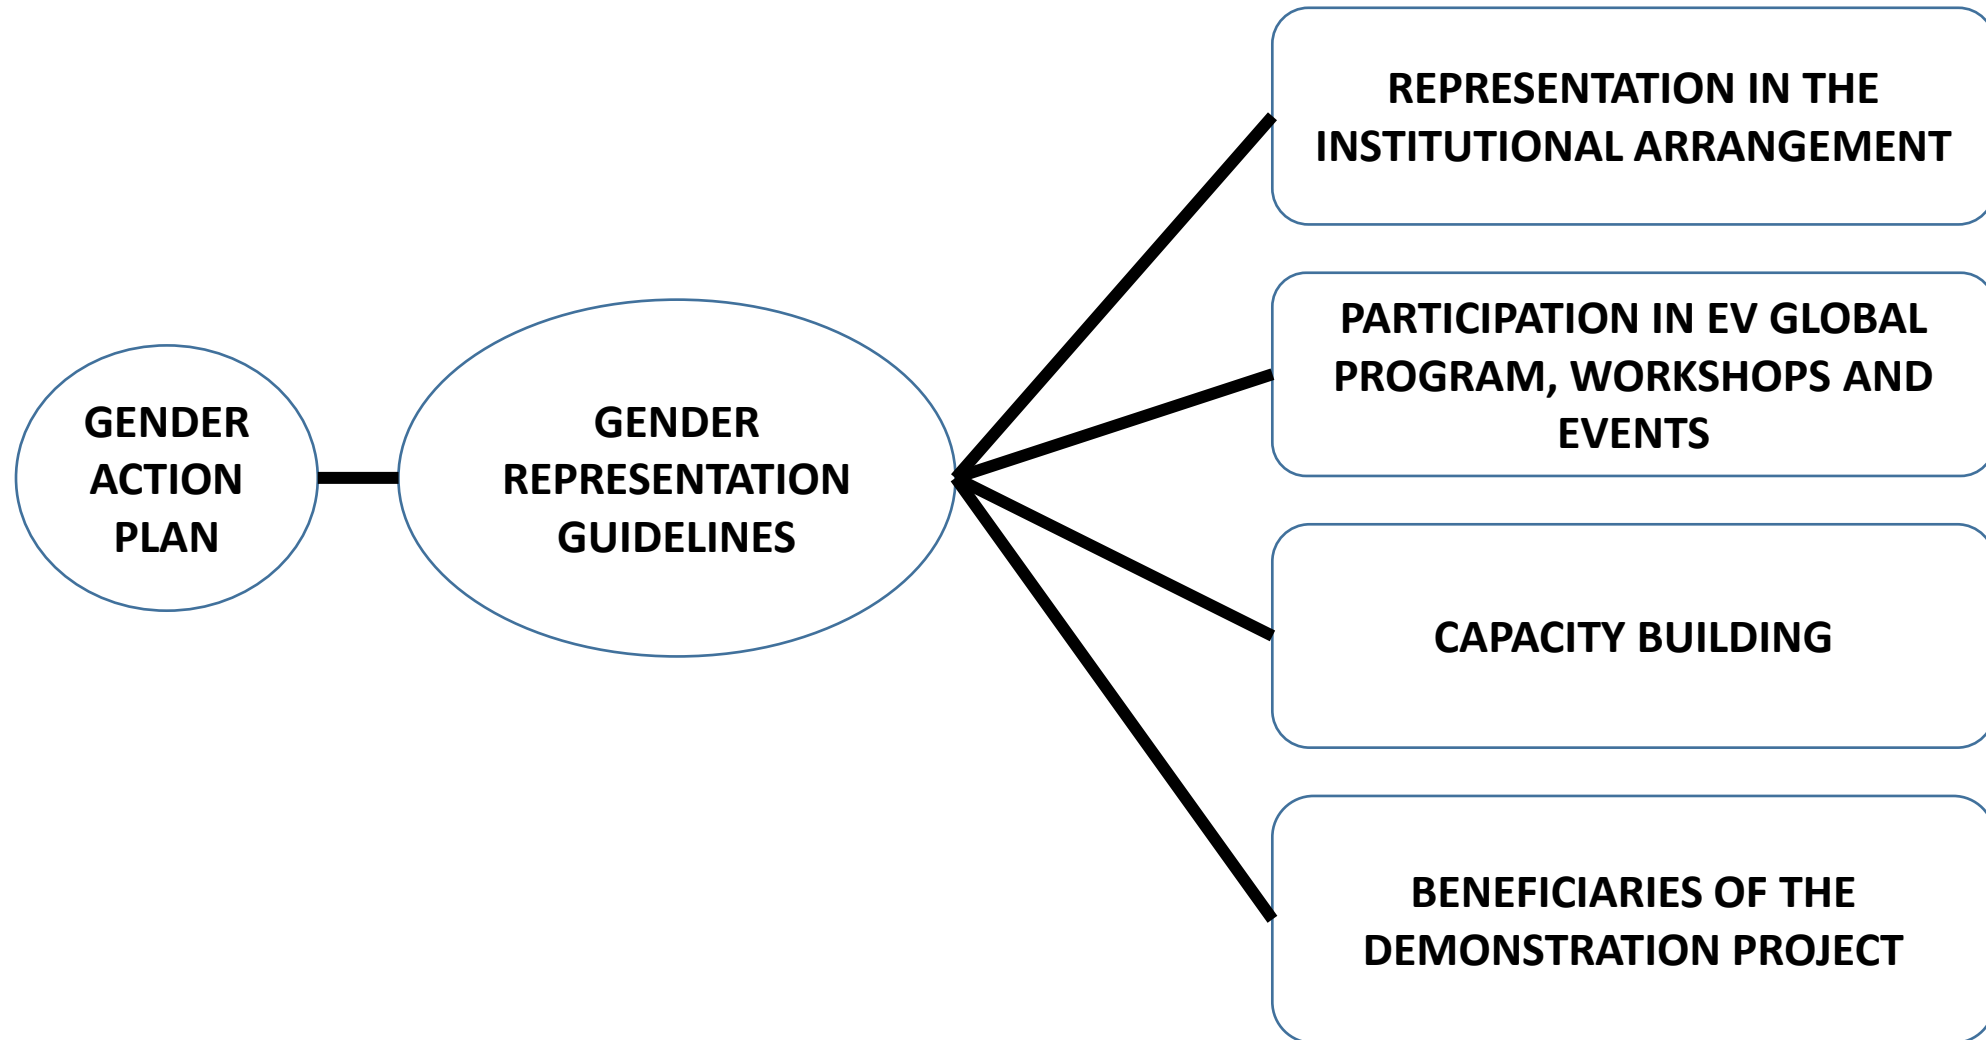 GENDER
ACTION
PLAN
GENDER
REPRESENTATION
GUIDELINES
REPRESENTATION IN THE
INSTITUTIONAL ARRANGEMENT
PARTICIPATION IN EV GLOBAL
PROGRAM, WORKSHOPS AND
EVENTS
CAPACITY BUILDING
BENEFICIARIES OF THE
DEMONSTRATION PROJECT